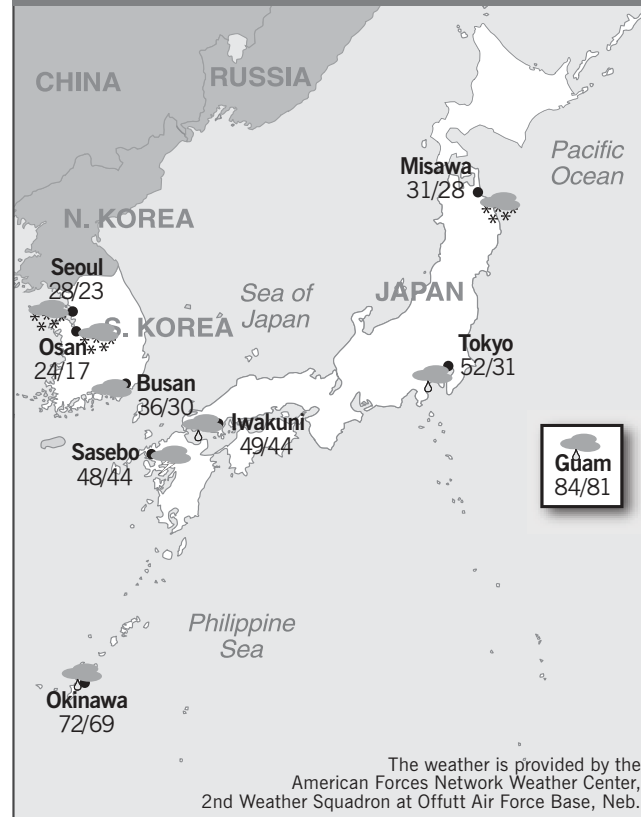 CHINA
RUSSIA
Pacific
Ocean
Misawa
31/28
N. KOREA
Seoul
28/23
Sea of
Japan
JAPAN
S. KOREA
Osan
24/17
Tokyo
52/31
Busan
36/30
Iwakuni
49/44
Sasebo
48/44
Guam
84/81
Philippine
Sea
Okinawa
72/69
The weather is provided by the
American Forces Network Weather Center,
2nd Weather Squadron at Offutt Air Force Base, Neb.